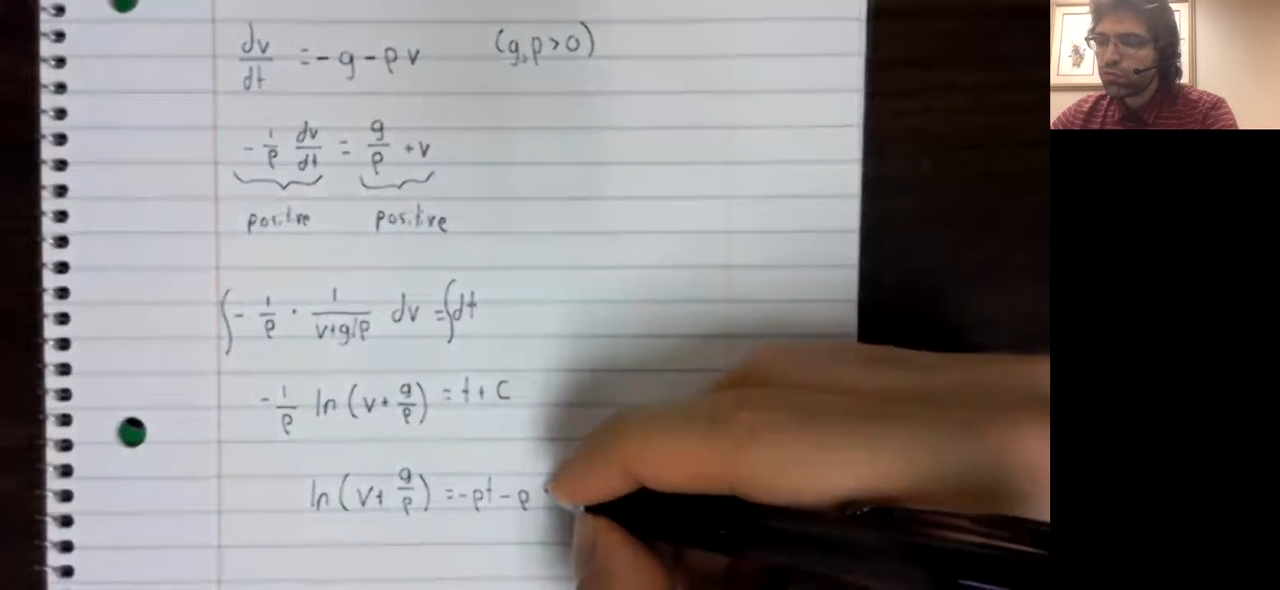 dv/dt = -g - ρv (g,ρ>0)
-1/ρ dv/dt = g/ρ + v
positive positive
∫ -1/ρ · 1/(v+g/ρ) dv = ∫dt
-1/ρ ln(v+g/ρ) = t + C
ln(v+g/ρ) = -ρt - ρ